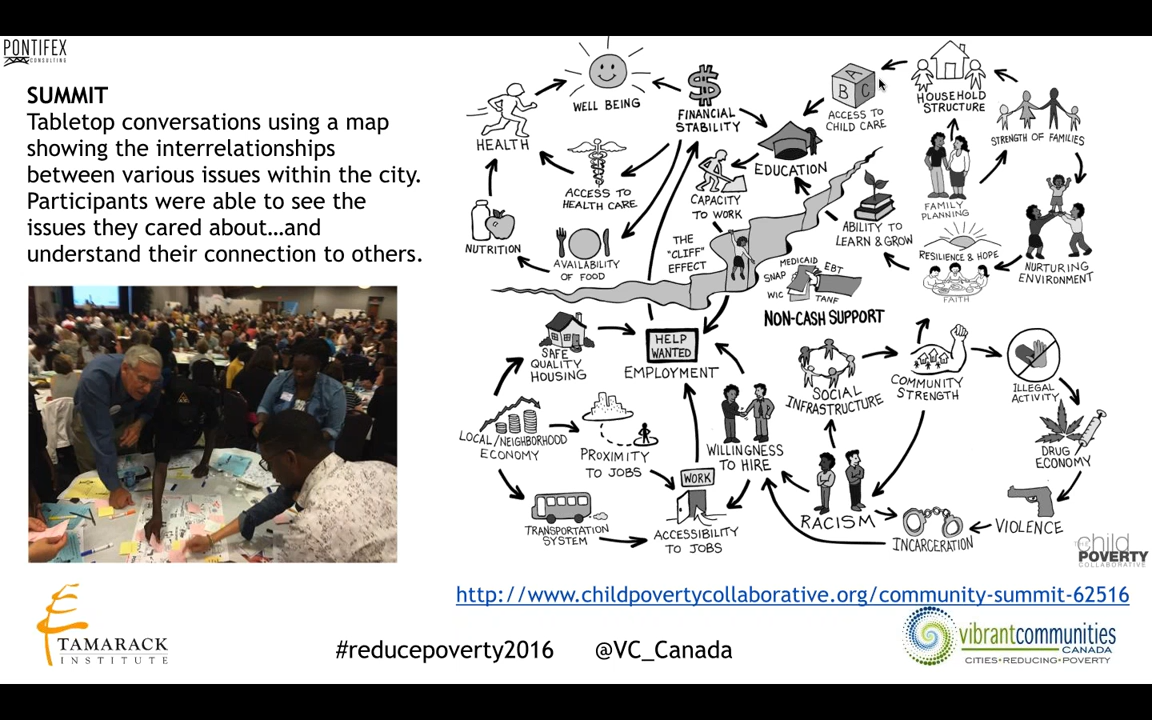 PONTIFEX
CONSULTING
SUMMIT
Tabletop conversations using a map
showing the interrelationships
between various issues within the city.
Participants were able to see the
issues they cared about…and
understand their connection to others.
WELL BEING
$
FINANCIAL
STABILITY
A
B C
ACCESS TO
CHILD CARE
HOUSEHOLD
STRUCTURE
STRENGTH OF FAMILIES
HEALTH
ACCESS TO
HEALTH CARE
CAPACITY
TO WORK
EDUCATION
FAMILY
PLANNING
NUTRITION
AVAILABILITY
OF FOOD
THE
"CLIFF"
EFFECT
ABILITY TO
LEARN & GROW
RESILIENCE & HOPE
FAITH
NURTURING
ENVIRONMENT
MEDICAID
SNAP
EBT
WIC
TANF
NON-CASH SUPPORT
SAFE
QUALITY
HOUSING
HELP
WANTED
EMPLOYMENT
SOCIAL
INFRASTRUCTURE
COMMUNITY
STRENGTH
ILLEGAL
ACTIVITY
LOCAL/NEIGHBORHOOD
ECONOMY
PROXIMITY
TO JOBS
WILLINGNESS
TO HIRE
DRUG
ECONOMY
TRANSPORTATION
SYSTEM
WORK
ACCESSIBILITY
TO JOBS
RACISM
INCARCERATION
VIOLENCE
THE
child
POVERTY
COLLABORATIVE
http://www.childpovertycollaborative.org/community-summit-62516
TAMARACK
INSTITUTE
#reducepoverty2016 @VC_Canada
vibrantcommunities
CANADA
CITIES•REDUCING•POVERTY